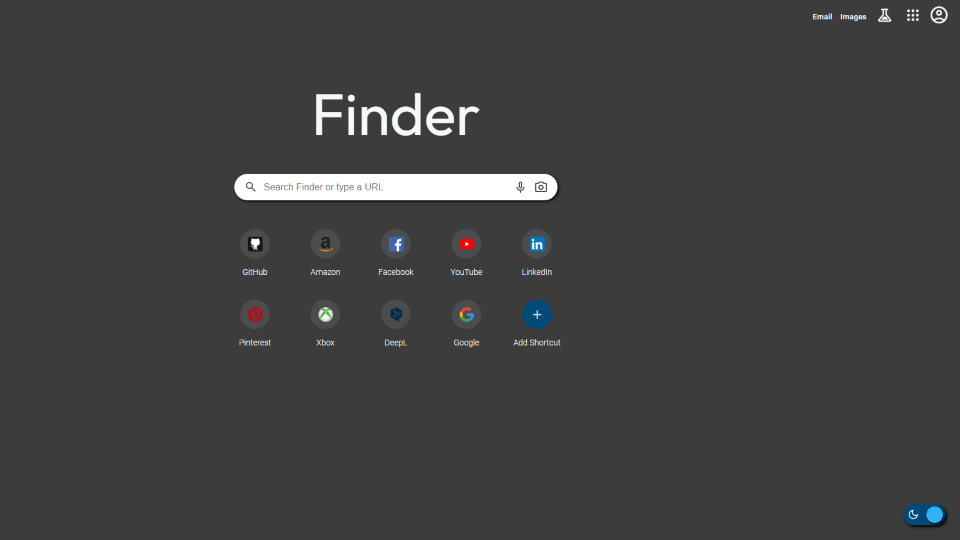 Email Images
Finder
Search Finder or type a URL
GitHub Amazon Facebook YouTube LinkedIn
Pinterest Xbox DeepL Google Add Shortcut